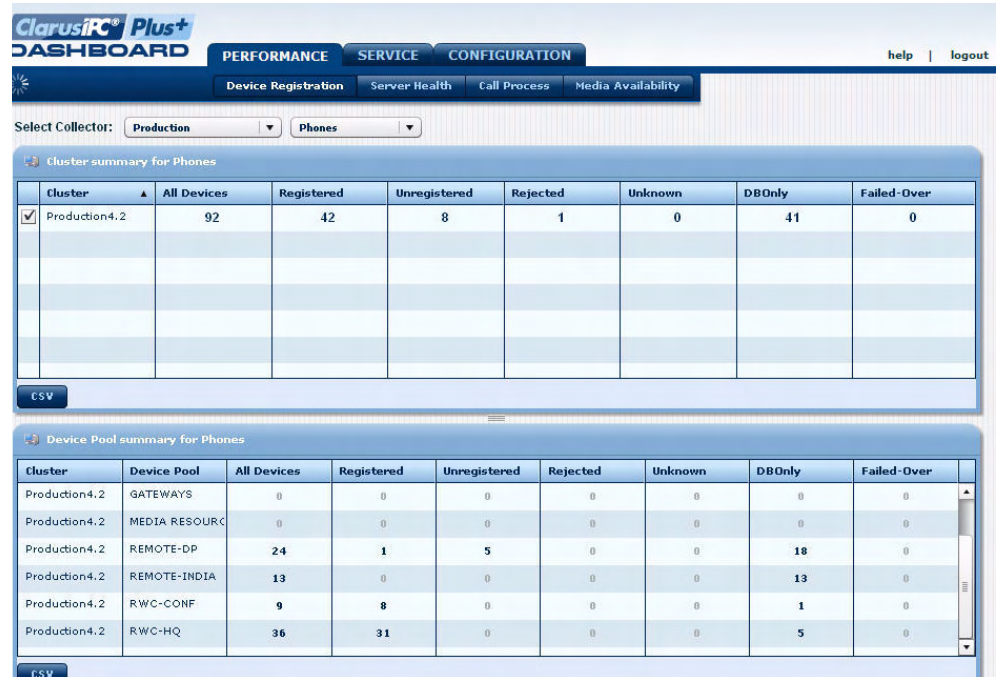 ClarusIPC® Plus+
DASHBOARD
PERFORMANCE SERVICE CONFIGURATION
help | logout
Device Registration Server Health Call Process Media Availability
Select Collector: Production Phones
Cluster summary for Phones
Cluster All Devices Registered Unregistered Rejected Unknown DBOnly Failed-Over
Production4.2 92 42 8 1 0 41 0
CSV
Device Pool summary for Phones
Cluster Device Pool All Devices Registered Unregistered Rejected Unknown DBOnly Failed-Over
Production4.2 GATEWAYS 0 0 0 0 0 0 0
Production4.2 MEDIA RESOURC 0 0 0 0 0 0 0
Production4.2 REMOTE-DP 24 1 5 0 0 18 0
Production4.2 REMOTE-INDIA 13 0 0 0 0 13 0
Production4.2 RWC-CONF 9 8 0 0 0 1 0
Production4.2 RWC-HQ 36 31 0 0 0 5 0
CSV